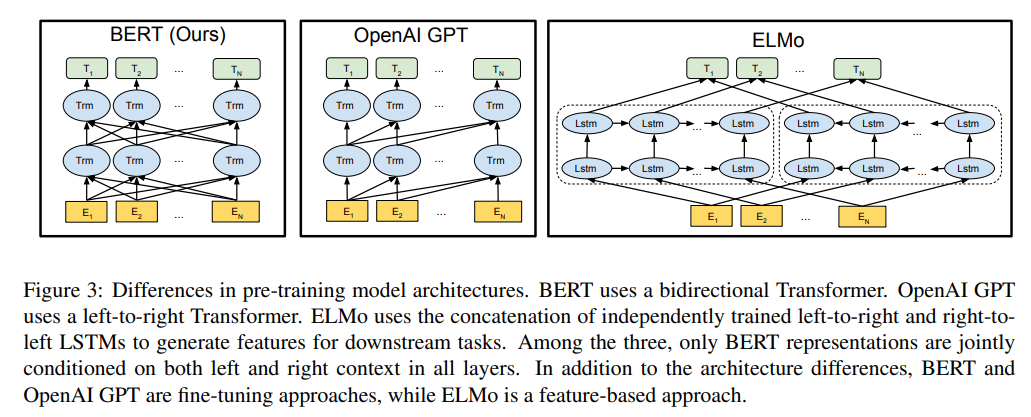 BERT (Ours)
T1 T2 ... TN
Trm Trm ... Trm
Trm Trm ... Trm
E1 E2 ... EN
OpenAI GPT
T1 T2 ... TN
Trm Trm ... Trm
Trm Trm ... Trm
E1 E2 ... EN
ELMo
T1 T2 ... TN
Lstm Lstm ... Lstm Lstm Lstm ... Lstm
Lstm Lstm ... Lstm Lstm Lstm ... Lstm
E1 E2 ... EN
Figure 3: Differences in pre-training model architectures. BERT uses a bidirectional Transformer. OpenAI GPT
uses a left-to-right Transformer. ELMo uses the concatenation of independently trained left-to-right and right-to-
left LSTMs to generate features for downstream tasks. Among the three, only BERT representations are jointly
conditioned on both left and right context in all layers. In addition to the architecture differences, BERT and
OpenAI GPT are fine-tuning approaches, while ELMo is a feature-based approach.